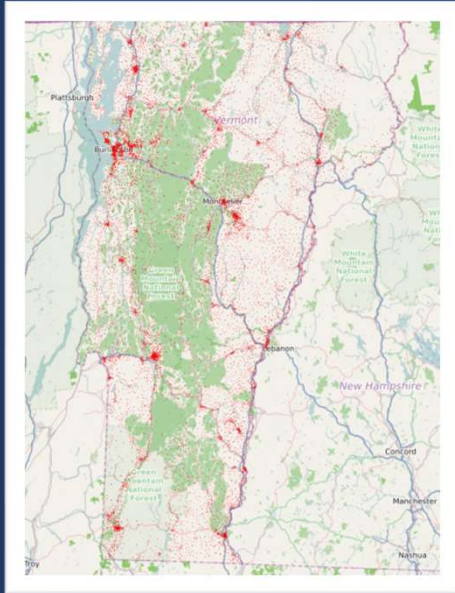 Plattsburgh
Vermont
Montpelier
Green
Mountain
National
Forest
White
Mountain
National
Forest
Lebanon
New Hampshire
Concord
Green
Mountain
National
Forest
Manchester
Nashua
Troy